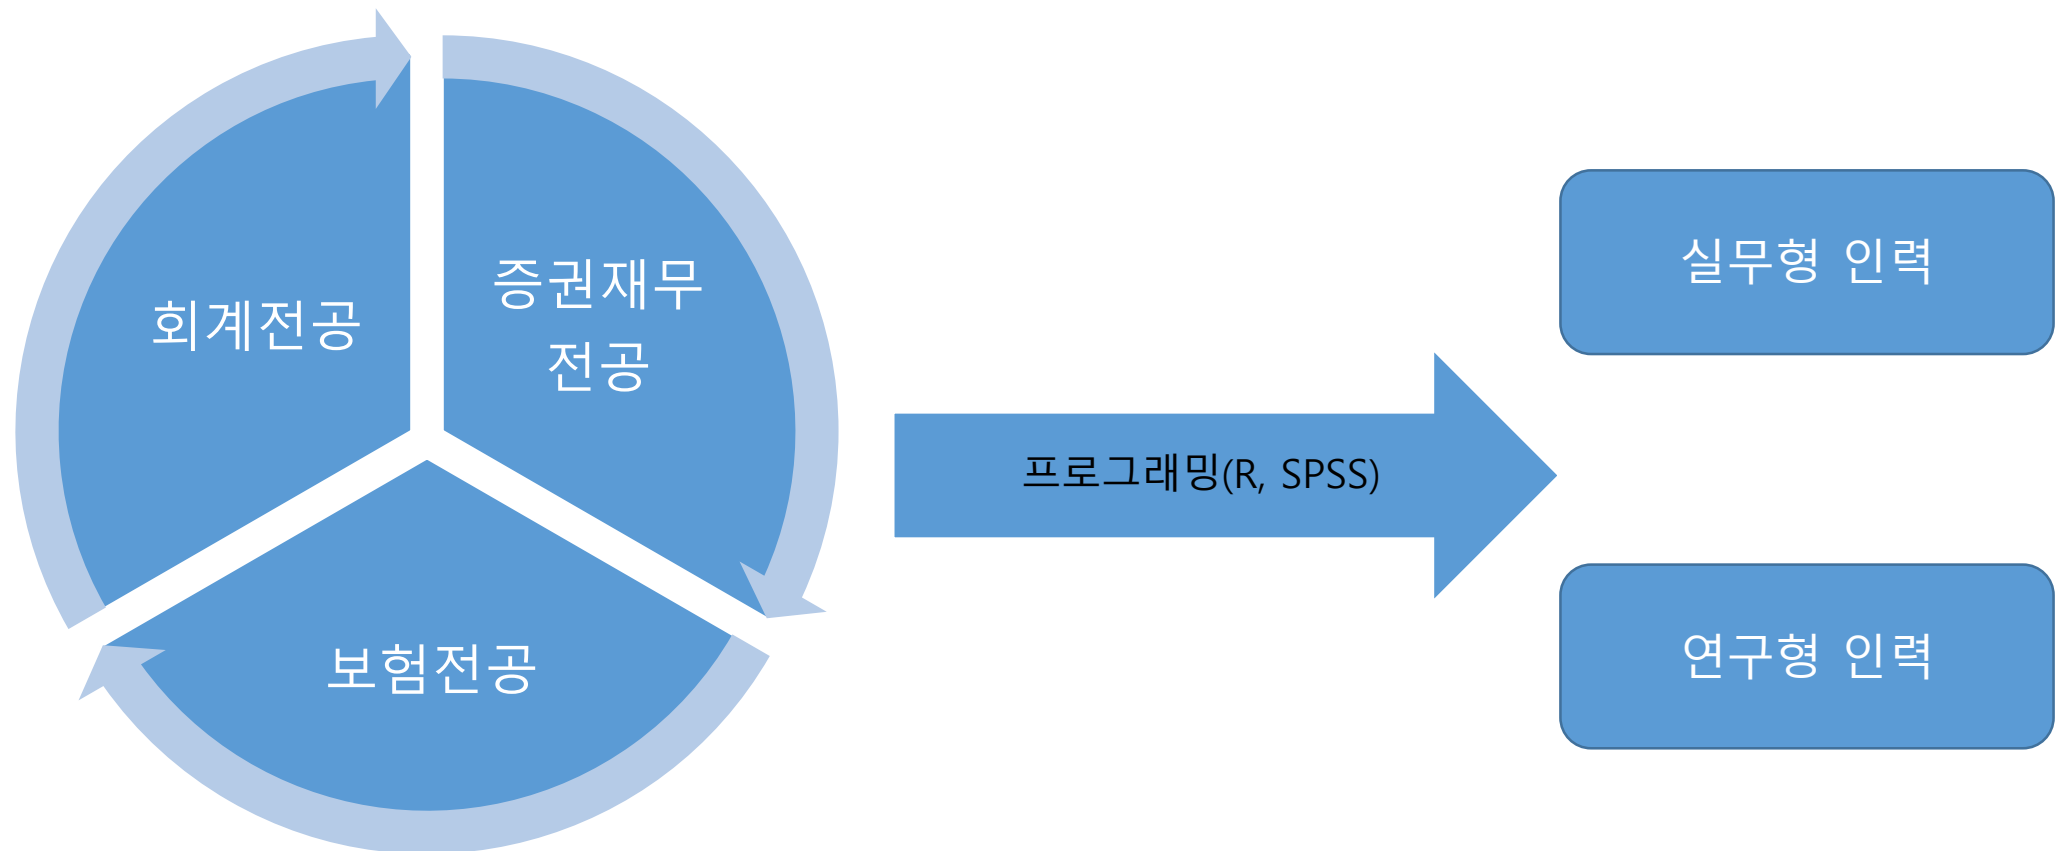 회계전공
증권재무
전공
보험전공
프로그래밍(R, SPSS)
실무형 인력
연구형 인력